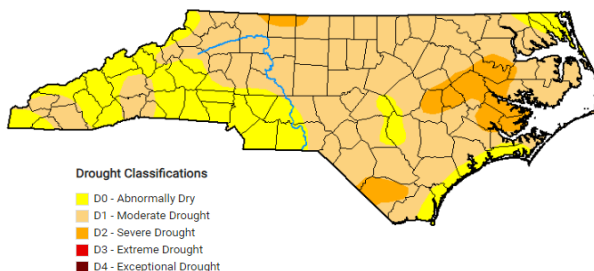 Drought Classifications
D0 - Abnormally Dry
D1 - Moderate Drought
D2 - Severe Drought
D3 - Extreme Drought
D4 - Exceptional Drought